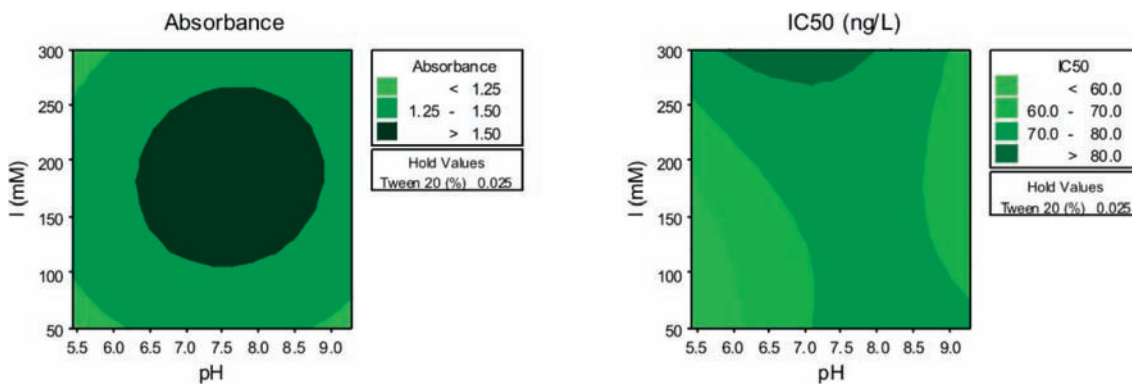 Absorbance
I (mM)
300
250
200
150
100
50
5.5 6.0 6.5 7.0 7.5 8.0 8.5 9.0
pH
Absorbance
< 1.25
1.25 - 1.50
> 1.50
Hold Values
Tween 20 (%) 0.025
IC50 (ng/L)
I (mM)
300
250
200
150
100
50
5.5 6.0 6.5 7.0 7.5 8.0 8.5 9.0
pH
IC50
< 60.0
60.0 - 70.0
70.0 - 80.0
> 80.0
Hold Values
Tween 20 (%) 0.025